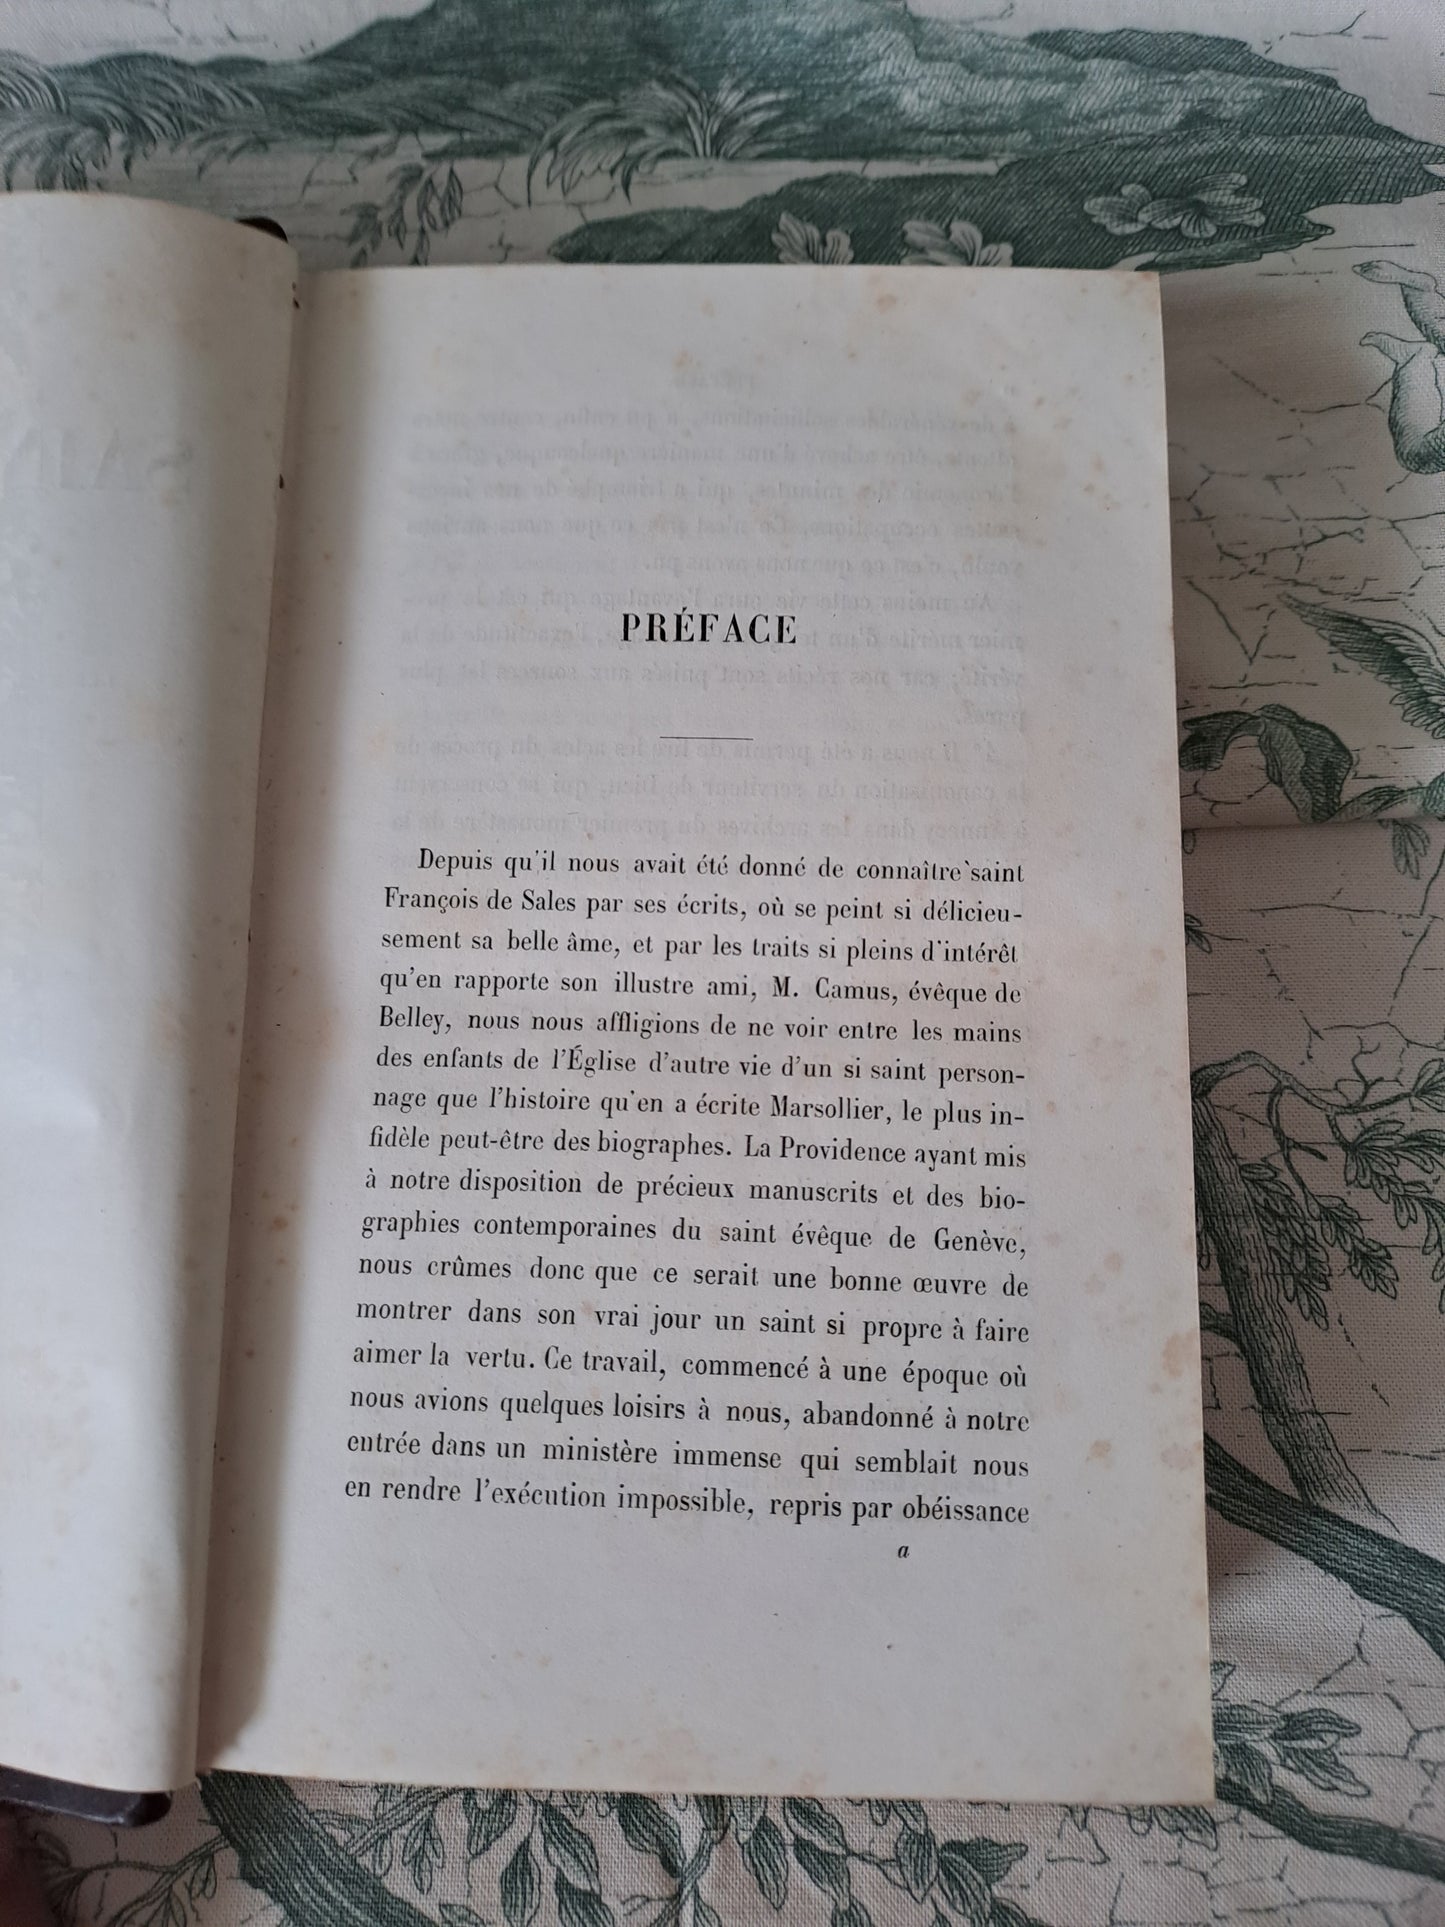 PRÉFACE
Depuis qu'il nous avait été donné de connaître saint
François de Sales par ses écrits, où se peint si délicieu-
sement sa belle âme, et par les traits si pleins d'intérêt
qu'en rapporte son illustre ami, M. Camus, évêque de
Belley, nous nous affligions de ne voir entre les mains
des enfants de l'Église d'autre vie d'un si saint person-
nage que l'histoire qu'en a écrite Marsollier, le plus in-
fidèle peut-être des biographes. La Providence ayant mis
à notre disposition de précieux manuscrits et des bio-
graphies contemporaines du saint évêque de Genève,
nous crûmes donc que ce serait une bonne œuvre de
montrer dans son vrai jour un saint si propre à faire
aimer la vertu. Ce travail, commencé à une époque où
nous avions quelques loisirs à nous, abandonné à notre
entrée dans un ministère immense qui semblait nous
en rendre l'exécution impossible, repris par obéissance
a